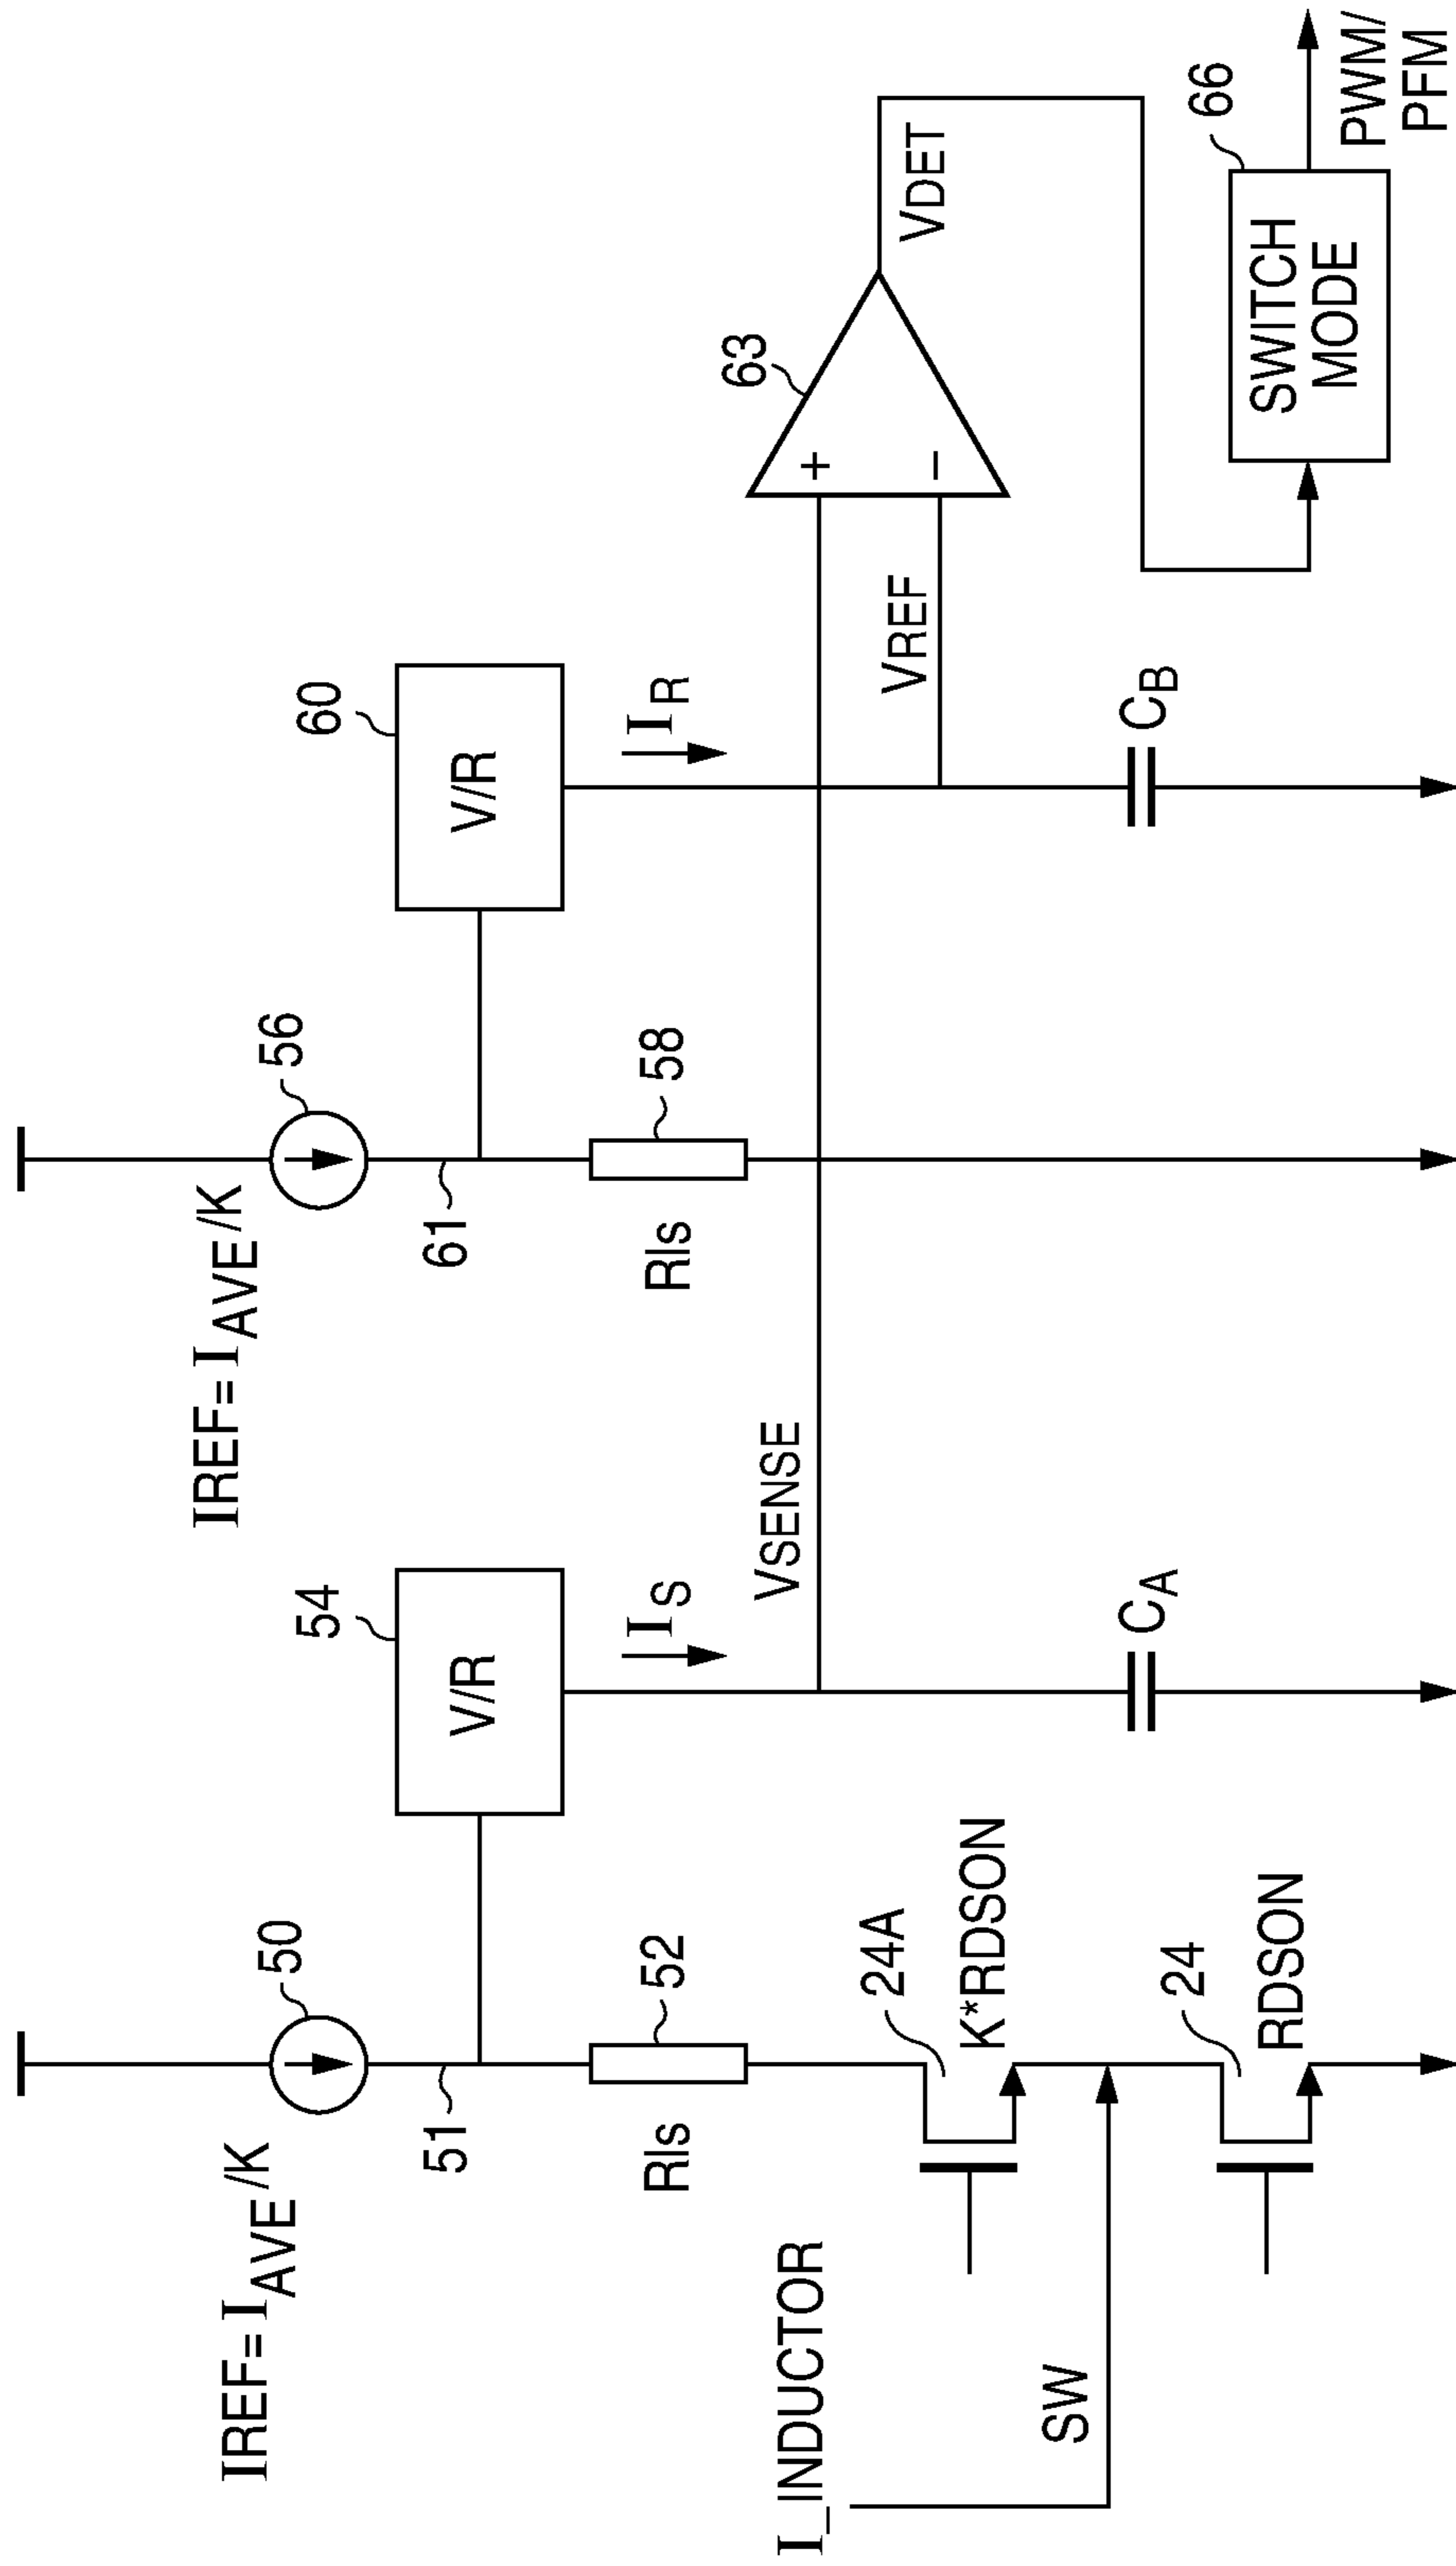 IREF= IAVE/K
50
51
54
V/R
RIs
52
IS
I_INDUCTOR
24A
K*RDSON
SW
24
RDSON
VSENSE
CA
IREF= IAVE/K
56
61
60
V/R
RIs
58
IR
VREF
CB
63
+
−
VDET
66
SWITCH
MODE
PWM/
PFM